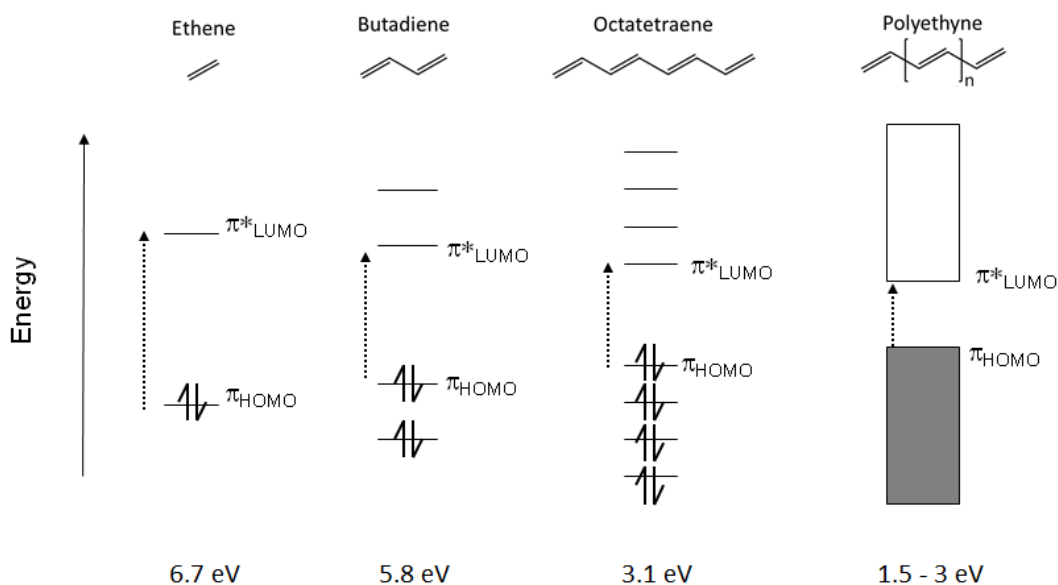 Ethene Butadiene Octatetraene Polyethyne
n
Energy
π*LUMO π*LUMO π*LUMO π*LUMO
πHOMO πHOMO πHOMO πHOMO
6.7 eV 5.8 eV 3.1 eV 1.5 - 3 eV